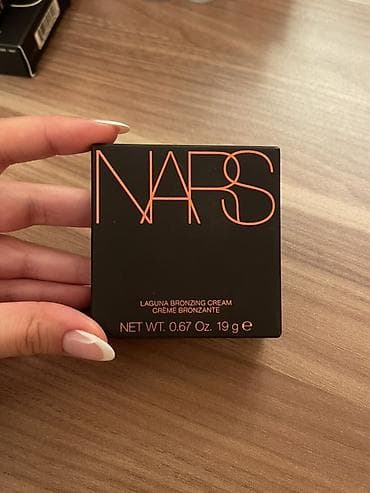 NARS
LAGUNA BRONZING CREAM
CRÈME BRONZANTE
NET WT. 0.67 Oz. 19 g ℮